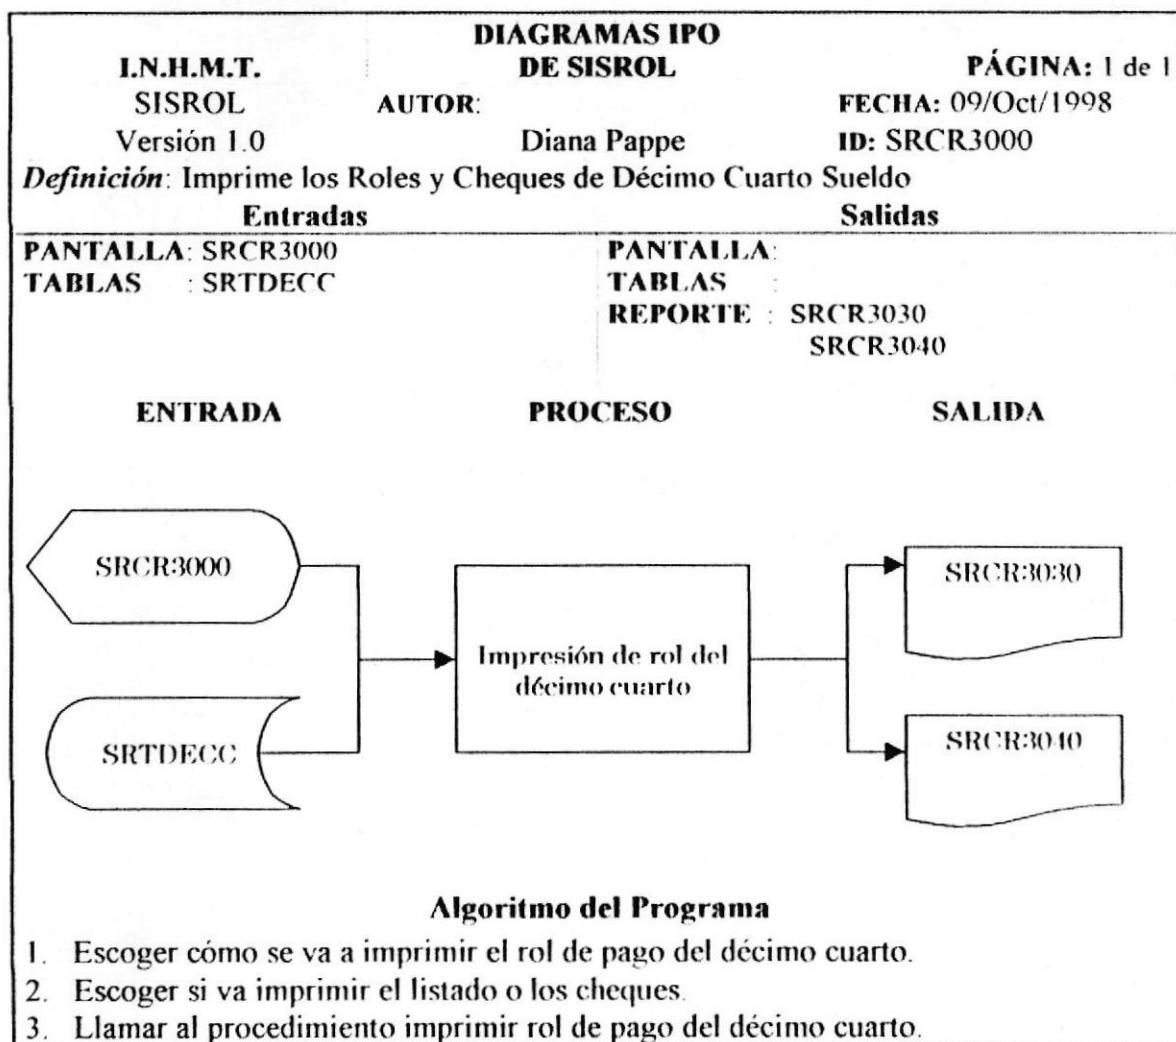 DIAGRAMAS IPO
I.N.H.M.T. DE SISROL PÁGINA: 1 de 1
SISROL AUTOR: FECHA: 09/Oct/1998
Versión 1.0 Diana Pappe ID: SRCR3000
Definición: Imprime los Roles y Cheques de Décimo Cuarto Sueldo
Entradas Salidas
PANTALLA: SRCR3000 PANTALLA:
TABLAS : SRTDECC TABLAS :
REPORTE : SRCR3030
SRCR3040
ENTRADA PROCESO SALIDA
SRCR3000
SRCR3030
Impresión de rol del
décimo cuarto
SRTDECC
SRCR3040
Algoritmo del Programa
1. Escoger cómo se va a imprimir el rol de pago del décimo cuarto.
2. Escoger si va imprimir el listado o los cheques.
3. Llamar al procedimiento imprimir rol de pago del décimo cuarto.